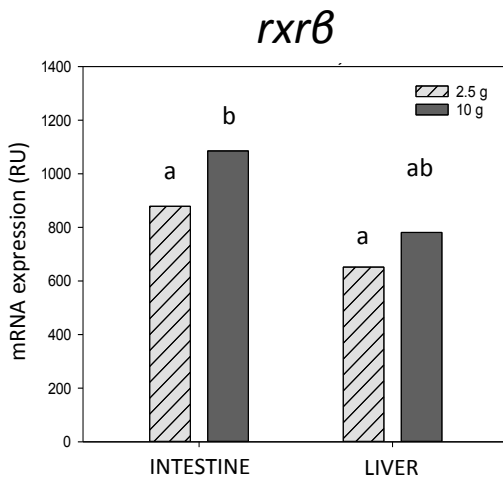 rxrβ
1400
1200
1000
800
600
400
200
0
mRNA expression (RU)
2.5 g
10 g
a
b
a
ab
INTESTINE
LIVER